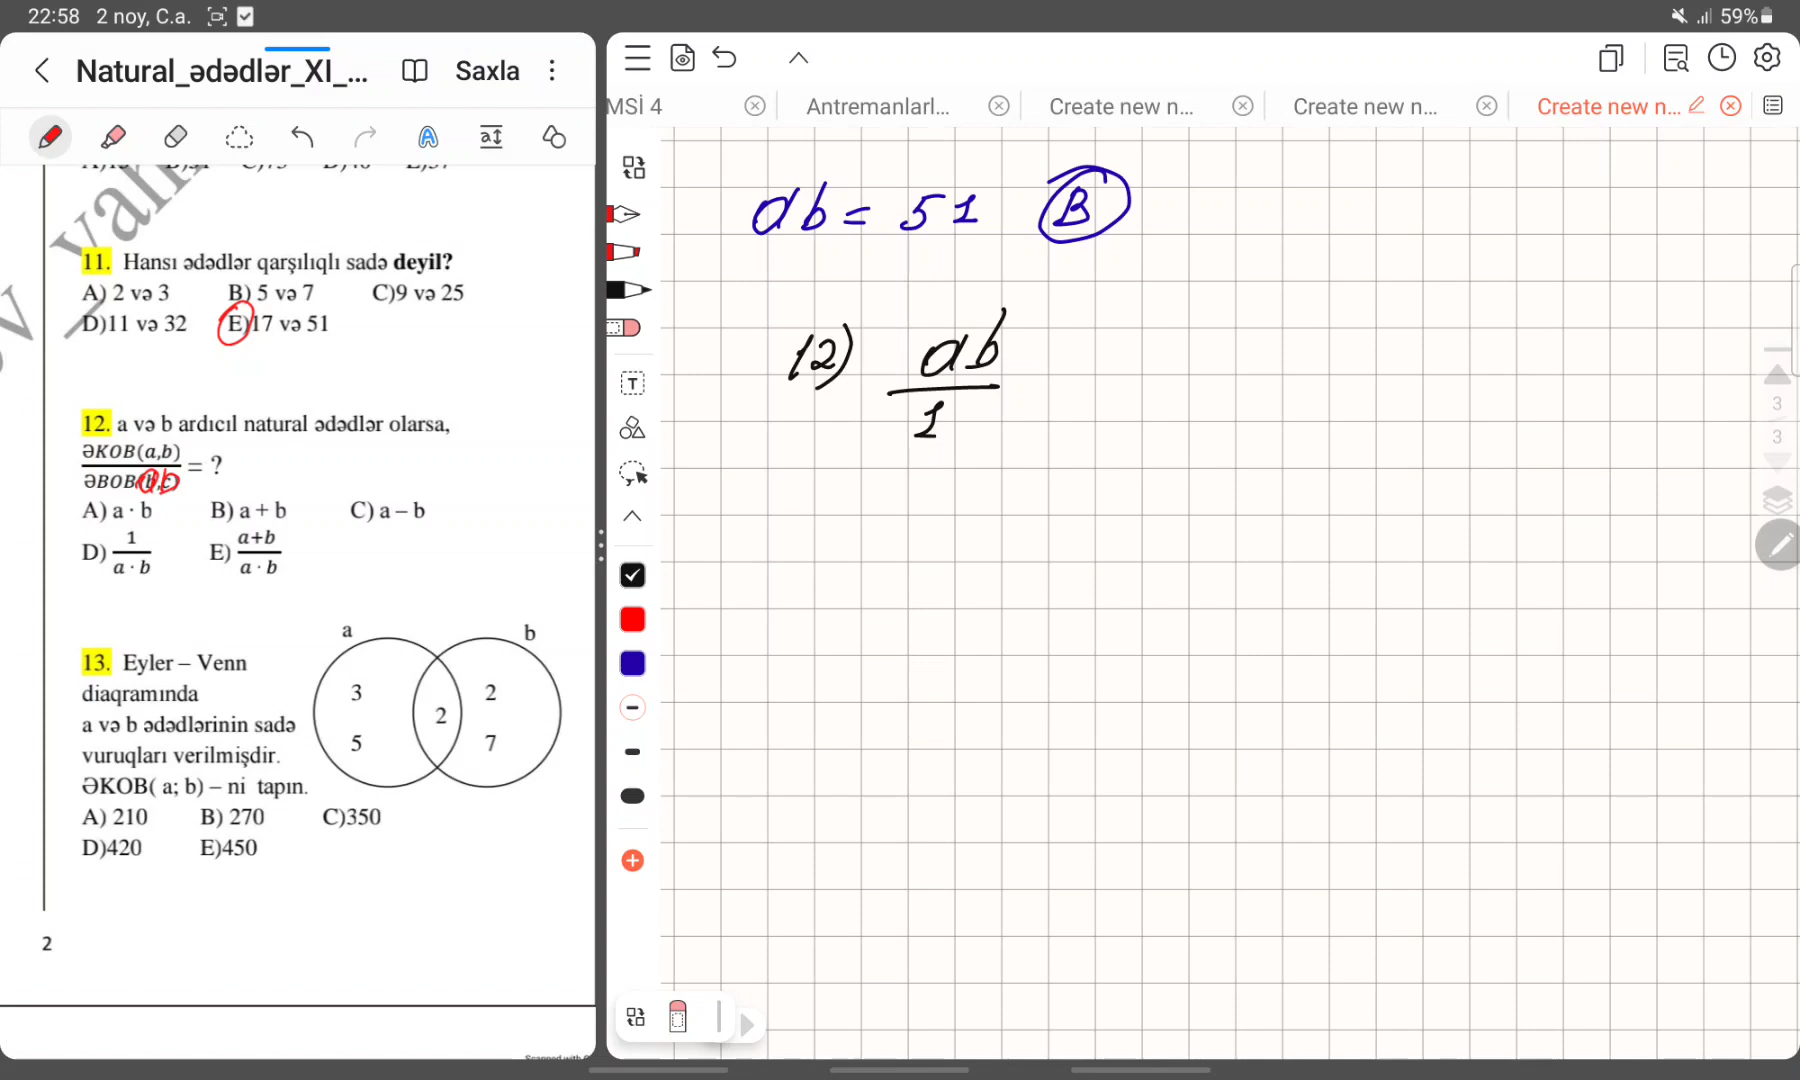 22:58 2 noy, C.a. 59%
Natural_ədədlər_XI_... Saxla
MSİ 4 Antremanlarl... Create new n... Create new n... Create new n...
11. Hansı ədədlər qarşılıqlı sadə deyil?
A) 2 və 3 B) 5 və 7 C)9 və 25
D)11 və 32 E)17 və 51
12. a və b ardıcıl natural ədədlər olarsa,
ƏKOB(a,b)
= ?
ƏBOB ab
A) a · b B) a + b C) a – b
D) 1 / a · b E) a+b / a · b
a b
13. Eyler – Venn
diaqramında
a və b ədədlərinin sadə
vuruqları verilmişdir.
ƏKOB( a; b) – ni tapın.
3 2
2
5 7
A) 210 B) 270 C)350
D)420 E)450
2
ab = 51 B
12) ab
1
T
3
3